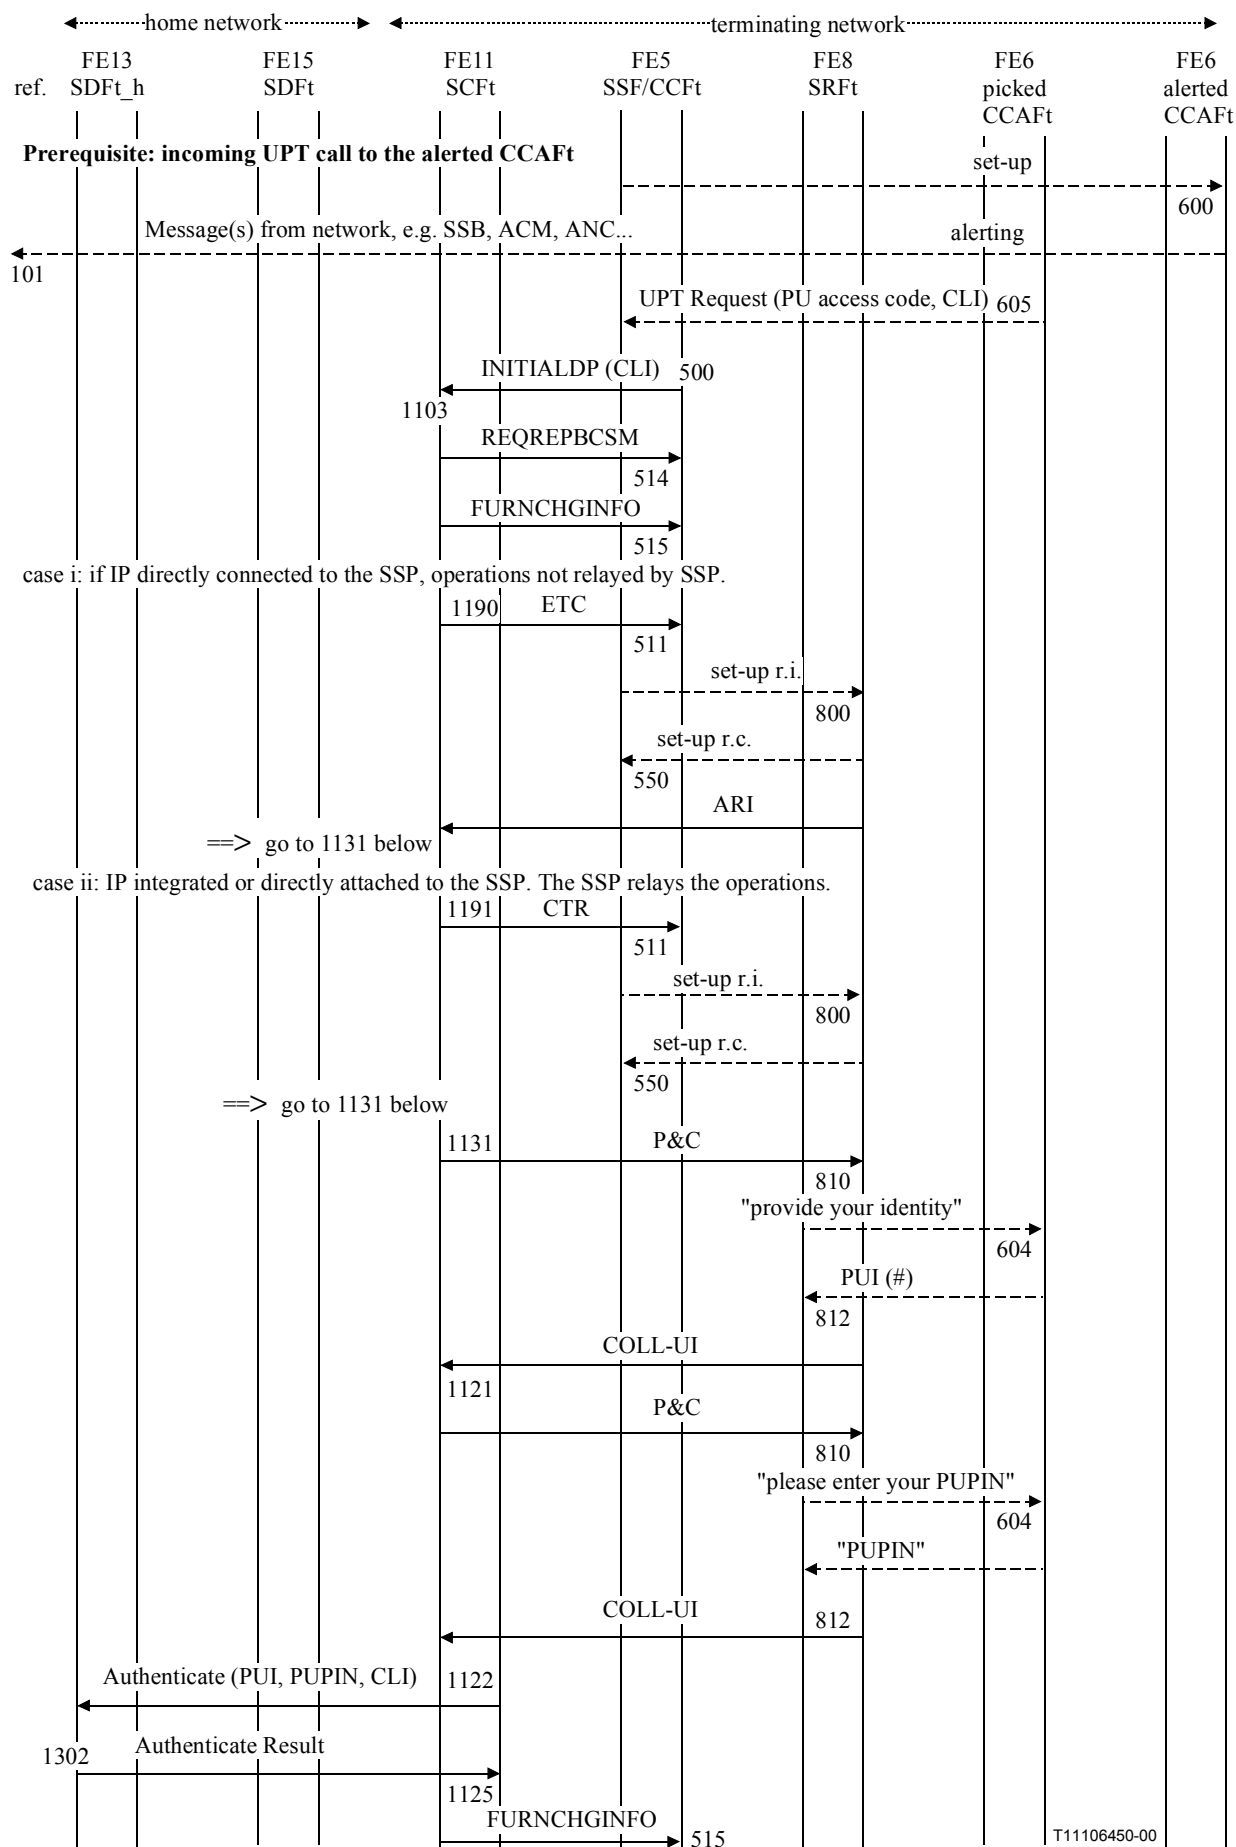 home network
terminating network
FE13 FE15 FE11 FE5 FE8 FE6 FE6
ref. SDFt_h SDFt SCFt SSF/CCFt SRFt picked alerted
CCAFt CCAFt
Prerequisite: incoming UPT call to the alerted CCAFt
set-up
600
Message(s) from network, e.g. SSB, ACM, ANC... alerting
101
UPT Request (PU access code, CLI) 605
INITIALDP (CLI) 500
1103
REQREPBCSM
514
FURNCHGINFO
515
case i: if IP directly connected to the SSP, operations not relayed by SSP.
1190 ETC
511
set-up r.i.
800
set-up r.c.
550
ARI
==> go to 1131 below
case ii: IP integrated or directly attached to the SSP. The SSP relays the operations.
1191 CTR
511
set-up r.i.
800
set-up r.c.
550
==> go to 1131 below
1131 P&C
810
"provide your identity"
604
PUI (#)
812
COLL-UI
1121
P&C
810
"please enter your PUPIN"
604
"PUPIN"
COLL-UI 812
Authenticate (PUI, PUPIN, CLI) 1122
1302 Authenticate Result
1125
FURNCHGINFO
515
T11106450-00